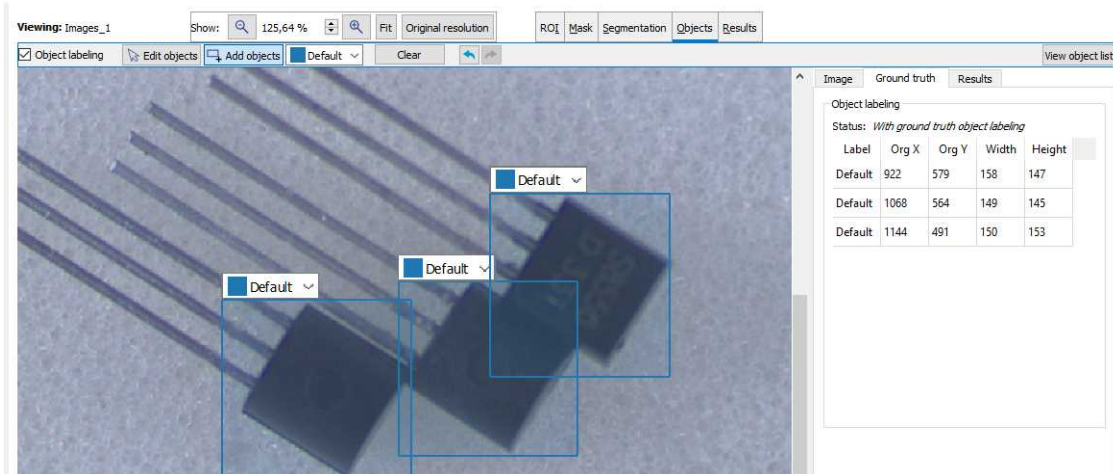 Viewing: Images_1 Show: 125,64 % Fit Original resolution ROI Mask Segmentation Objects Results
Object labeling Edit objects Add objects Default Clear View object list
Image Ground truth Results
Object labeling
Status: With ground truth object labeling
Label Org X Org Y Width Height
Default 922 579 158 147
Default 1068 564 149 145
Default 1144 491 150 153
Default
Default
Default